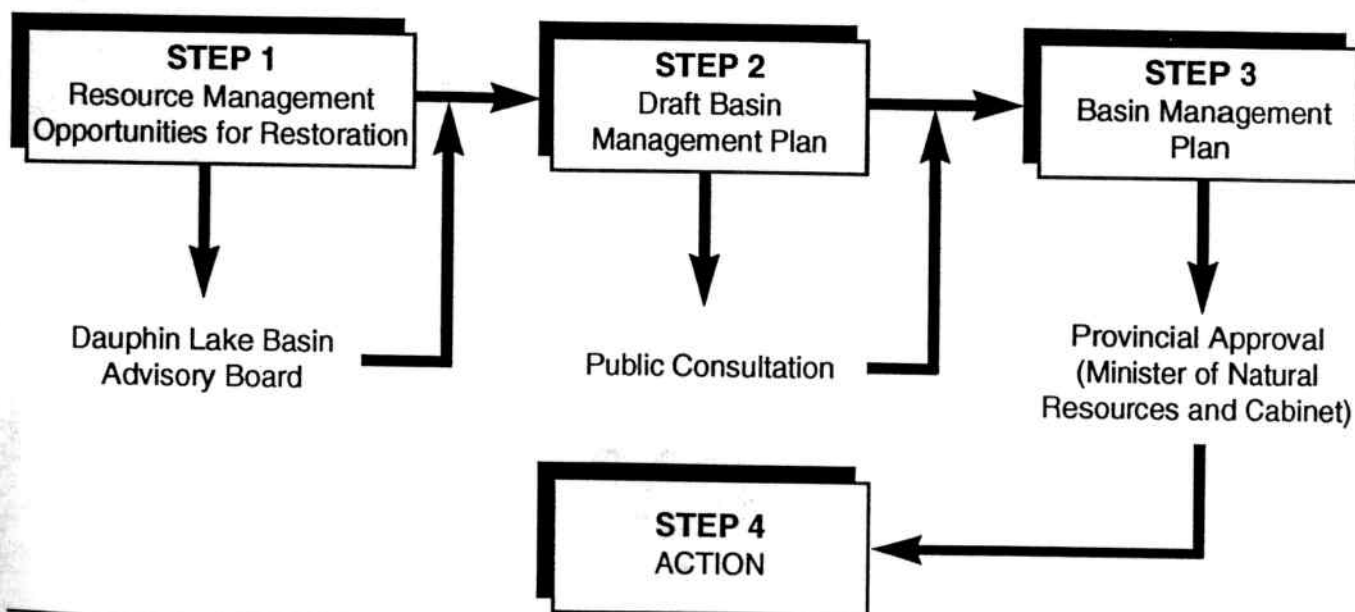 STEP 1
Resource Management
Opportunities for Restoration
STEP 2
Draft Basin
Management Plan
STEP 3
Basin Management
Plan
Dauphin Lake Basin
Advisory Board
Public Consultation
Provincial Approval
(Minister of Natural
Resources and Cabinet)
STEP 4
ACTION